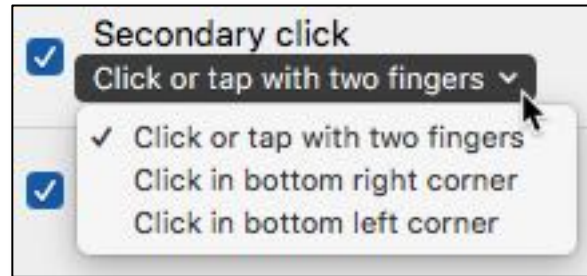 Secondary click
Click or tap with two fingers
✓ Click or tap with two fingers
Click in bottom right corner
Click in bottom left corner